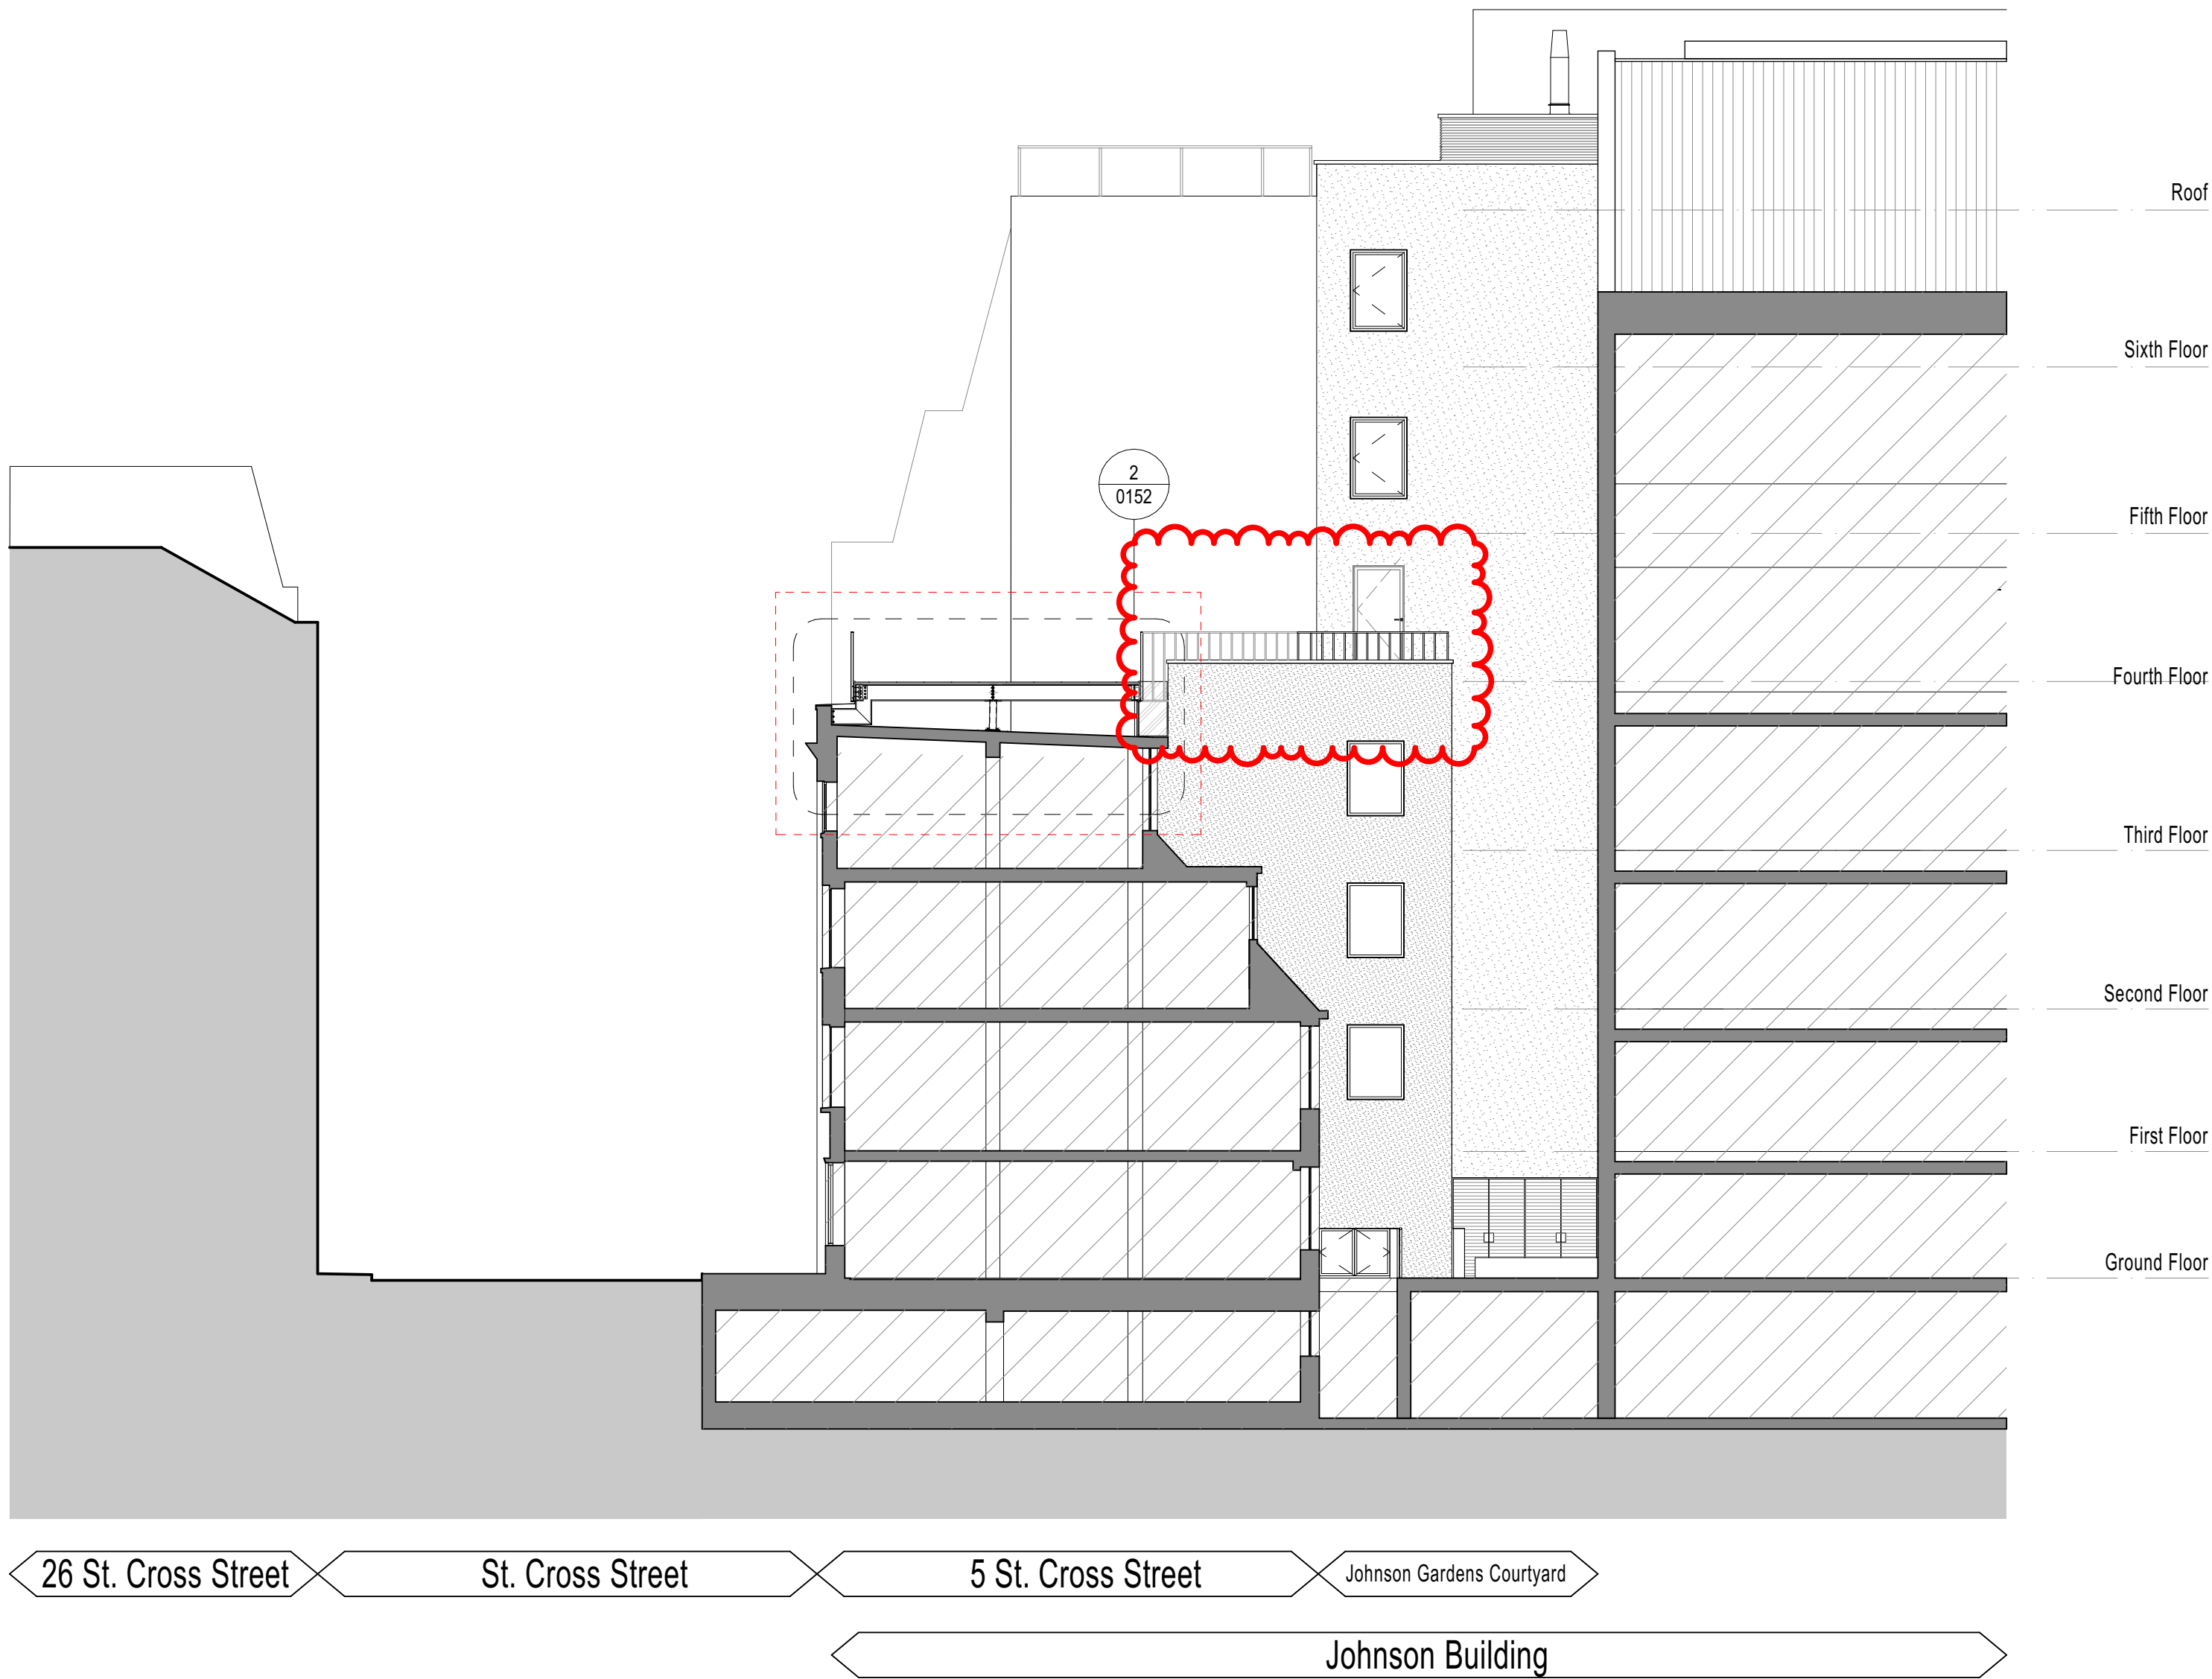 Roof
Sixth Floor
2
0152
Fifth Floor
Fourth Floor
Third Floor
Second Floor
First Floor
Ground Floor
26 St. Cross Street
St. Cross Street
5 St. Cross Street
Johnson Gardens Courtyard
Johnson Building